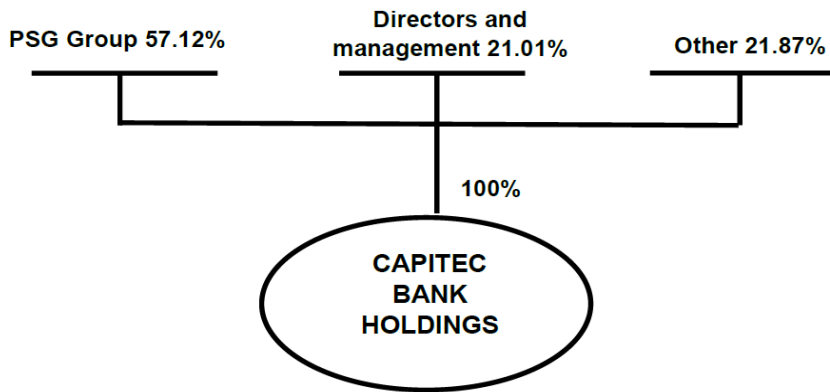 PSG Group 57.12%
Directors and
management 21.01%
Other 21.87%
100%
CAPITEC
BANK
HOLDINGS